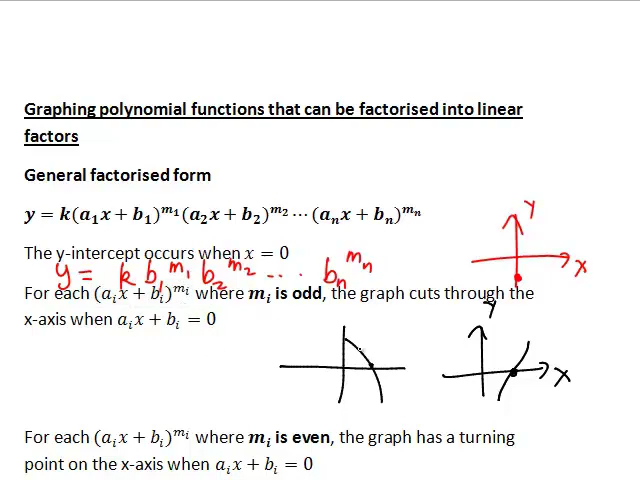 Graphing polynomial functions that can be factorised into linear
factors
General factorised form
y = k(a₁x + b₁)^m₁(a₂x + b₂)^m₂ ⋯ (aₙx + bₙ)^mₙ
The y-intercept occurs when x = 0
y = k b₁^m₁ b₂^m₂ ⋯ bₙ^mₙ
Y
X
For each (aᵢx + bᵢ)^mᵢ where mᵢ is odd, the graph cuts through the
x-axis when aᵢx + bᵢ = 0
Y
X
For each (aᵢx + bᵢ)^mᵢ where mᵢ is even, the graph has a turning
point on the x-axis when aᵢx + bᵢ = 0